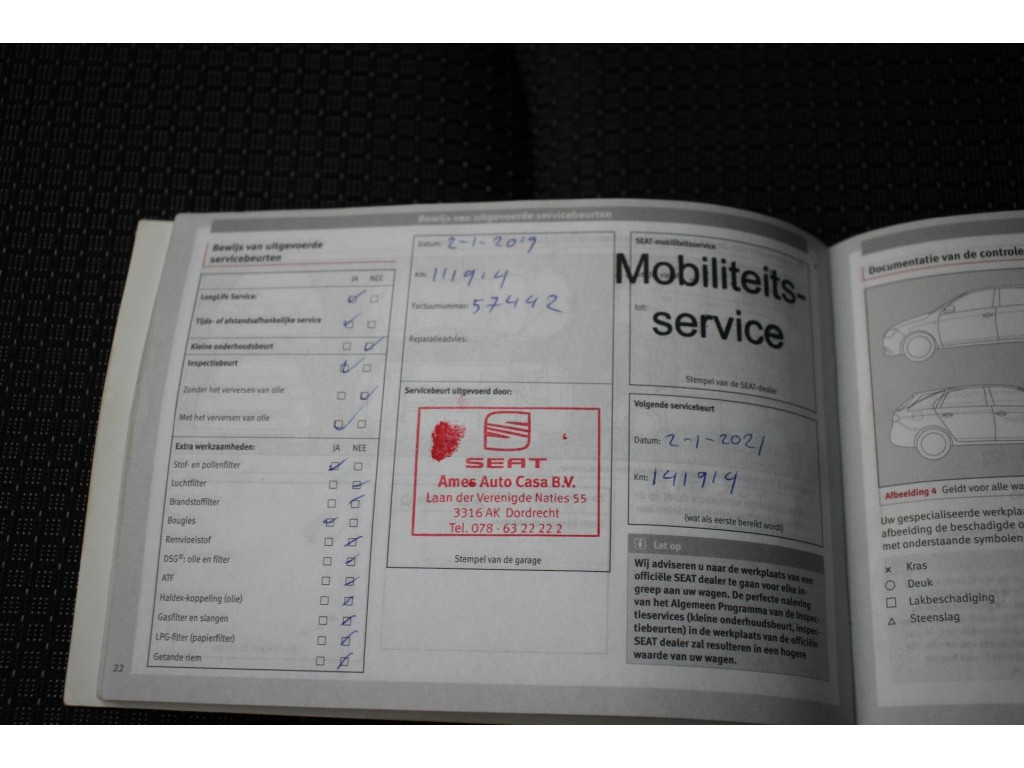 Bewijs van uitgevoerde servicebeurten
Bewijs van uitgevoerde
servicebeurten
JA NEE
LongLife Service:
Tijds- of afstandsafhankelijke service
Kleine onderhoudsbeurt
Inspectiebeurt
Zonder het verversen van olie
Met het verversen van olie
Extra werkzaamheden: JA NEE
Stof- en pollenfilter
Luchtfilter
Brandstoffilter
Bougies
Remvloeistof
DSG®: olie en filter
ATF
Haldex-koppeling (olie)
Gasfilter en slangen
LPG-filter (papierfilter)
Getande riem
22
Datum: 2-1-2019
Km: 111914
Factuurnummer: 57442
Reparatieadvies:
Servicebeurt uitgevoerd door:
SEAT
Ames Auto Casa B.V.
Laan der Verenigde Naties 55
3316 AK Dordrecht
Tel. 078 - 63 22 22 2
Stempel van de garage
SEAT-mobiliteitsservice
Mobiliteits-
tot:
service
Stempel van de SEAT-dealer
Volgende servicebeurt
Datum: 2-1-2021
Km: 141914
(wat als eerste bereikt wordt)
Let op
Wij adviseren u naar de werkplaats van een
officiële SEAT dealer te gaan voor elke in-
greep aan uw wagen. De perfecte naleving
van het Algemeen Programma van de Inspec-
tieservices (kleine onderhoudsbeurt, inspec-
tiebeurten) in de werkplaats van de officiële
SEAT dealer zal resulteren in een hogere
waarde van uw wagen.
Documentatie van de controle
Afbeelding 4 Geldt voor alle wa
Uw gespecialiseerde werkpla
afbeelding de beschadigde o
met onderstaande symbolen
Kras
Deuk
Lakbeschadiging
Steenslag